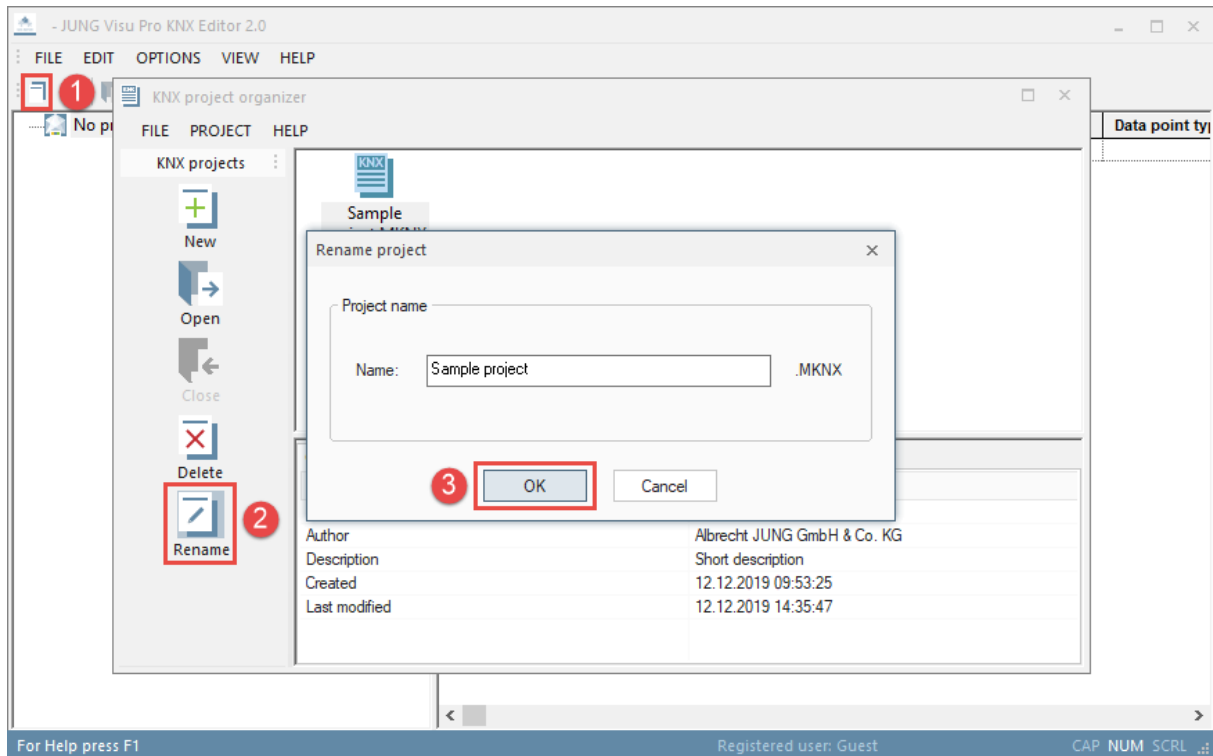 - JUNG Visu Pro KNX Editor 2.0
FILE EDIT OPTIONS VIEW HELP
1
KNX project organizer
No
Data point
FILE PROJECT HELP
KNX projects
KNX
New
Sample
Rename project
Open
Project name
Name: Sample project .MKNX
Close
Delete
3 OK Cancel
2
Rename
Author Albrecht JUNG GmbH & Co. KG
Description Short description
Created 12.12.2019 09:53:25
Last modified 12.12.2019 14:35:47
For Help press F1 Registered user: Guest CAP NUM SCRL